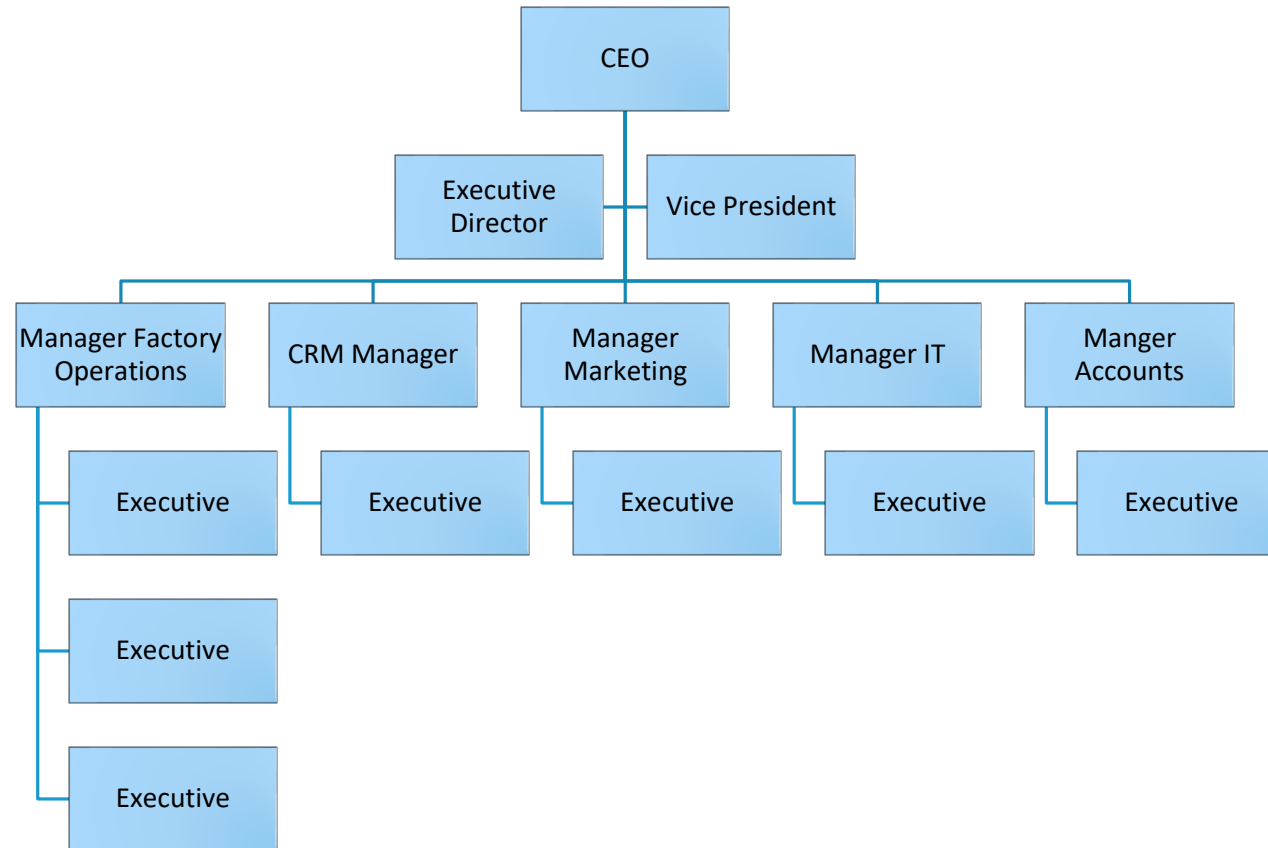 CEO
Executive
Director
Vice President
Manager Factory
Operations
CRM Manager
Manager
Marketing
Manager IT
Manger
Accounts
Executive
Executive
Executive
Executive
Executive
Executive
Executive